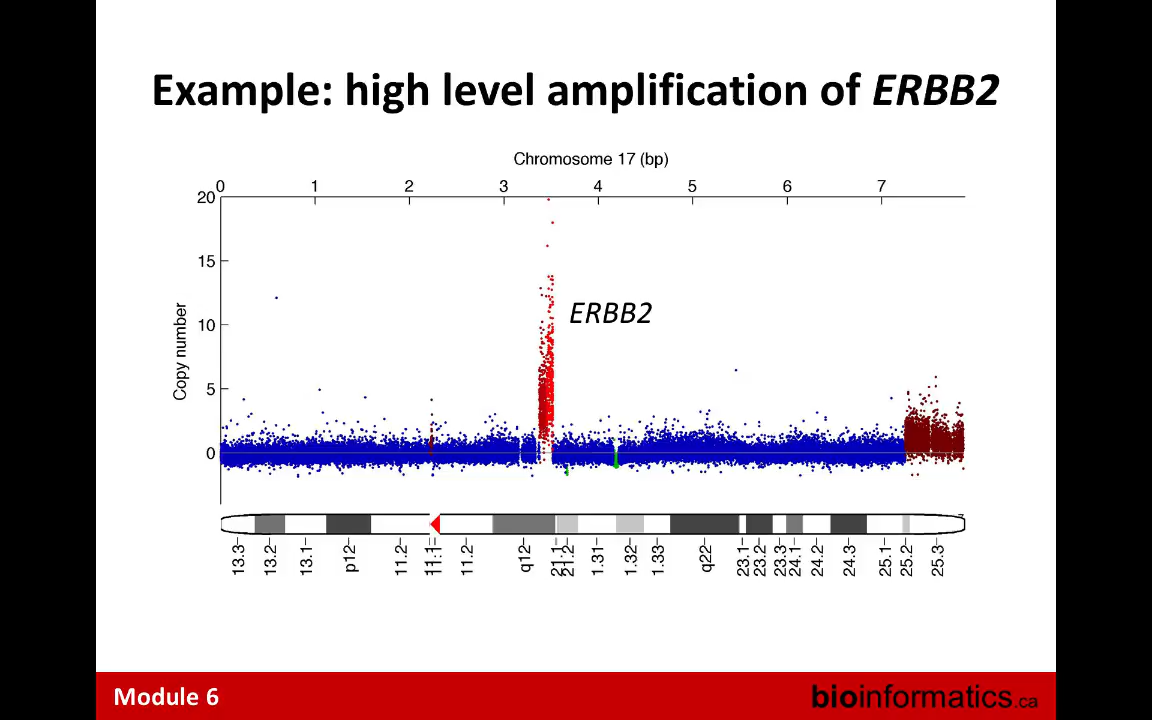 Example: high level amplification of ERBB2
Chromosome 17 (bp)
0 1 2 3 4 5 6 7
20
15
10
5
0
Copy number
ERBB2
13.3 13.2 13.1 p12 11.2 11.1 11.1 11.2 q12 21.1 21.2 1.31 1.32 1.33 q22 23.1 23.2 23.3 24.1 24.2 24.3 25.1 25.2 25.3
Module 6
bioinformatics.ca